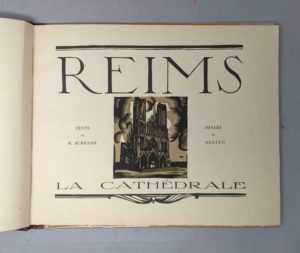 REIMS
TEXTE
DE
R. BURNAND
IMAGES
DE
BENITO
LA CATHÉDRALE